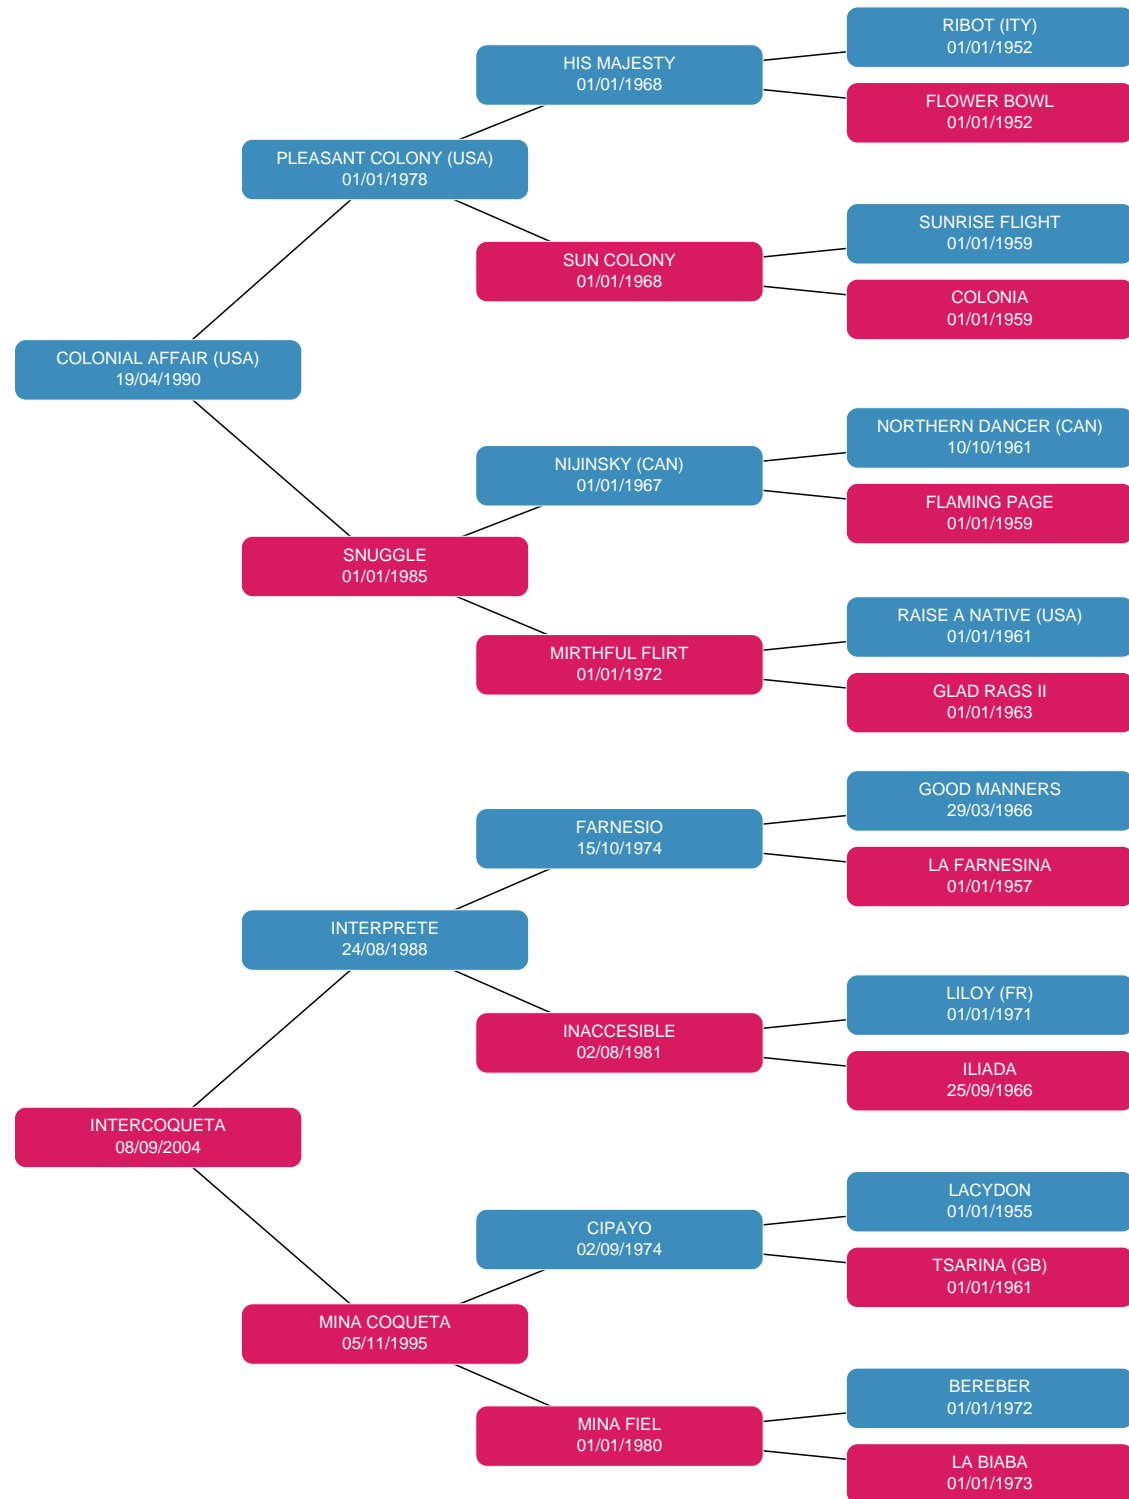 RIBOT (ITY)
01/01/1952
HIS MAJESTY
01/01/1968
FLOWER BOWL
01/01/1952
PLEASANT COLONY (USA)
01/01/1978
SUNRISE FLIGHT
01/01/1959
SUN COLONY
01/01/1968
COLONIA
01/01/1959
COLONIAL AFFAIR (USA)
19/04/1990
NORTHERN DANCER (CAN)
10/10/1961
NIJINSKY (CAN)
01/01/1967
FLAMING PAGE
01/01/1959
SNUGGLE
01/01/1985
RAISE A NATIVE (USA)
01/01/1961
MIRTHFUL FLIRT
01/01/1972
GLAD RAGS II
01/01/1963
GOOD MANNERS
29/03/1966
FARNESIO
15/10/1974
LA FARNESINA
01/01/1957
INTERPRETE
24/08/1988
LILOY (FR)
01/01/1971
INACCESIBLE
02/08/1981
ILIADA
25/09/1966
INTERCOQUETA
08/09/2004
LACYDON
01/01/1955
CIPAYO
02/09/1974
TSARINA (GB)
01/01/1961
MINA COQUETA
05/11/1995
BEREBER
01/01/1972
MINA FIEL
01/01/1980
LA BIABA
01/01/1973